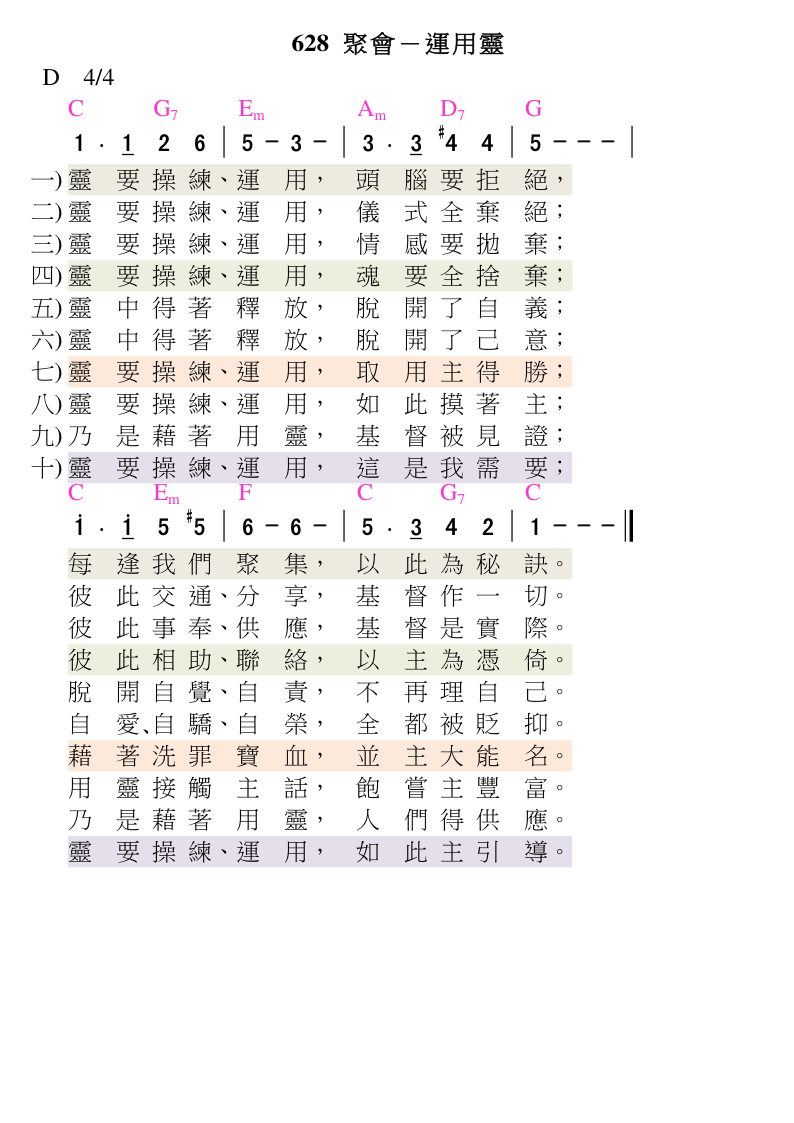 628 聚會－運用靈
D 4/4
C G7 Em Am D7 G
1 · 1 2 6 | 5 － 3 － | 3 · 3 #4 4 | 5 － － － |
一) 靈要操練、運用，頭腦要拒絕，
二) 靈要操練、運用，儀式全棄絕；
三) 靈要操練、運用，情感要拋棄；
四) 靈要操練、運用，魂要全捨棄；
五) 靈中得著釋放，脫開了自義；
六) 靈中得著釋放，脫開了己意；
七) 靈要操練、運用，取用主得勝；
八) 靈要操練、運用，如此摸著主；
九) 乃是藉著用靈，基督被見證；
十) 靈要操練、運用，這是我需要；
C Em F C G7 C
1 · 1 5 #5 | 6 － 6 － | 5 · 3 4 2 | 1 － － － ‖
每逢我們聚集，以此為秘訣。
彼此交通、分享，基督作一切。
彼此事奉、供應，基督是實際。
彼此相助、聯絡，以主為憑倚。
脫開自覺、自責，不再理自己。
自愛、自驕、自榮，全都被貶抑。
藉著洗罪寶血，並主大能名。
用靈接觸主話，飽嘗主豐富。
乃是藉著用靈，人們得供應。
靈要操練、運用，如此主引導。